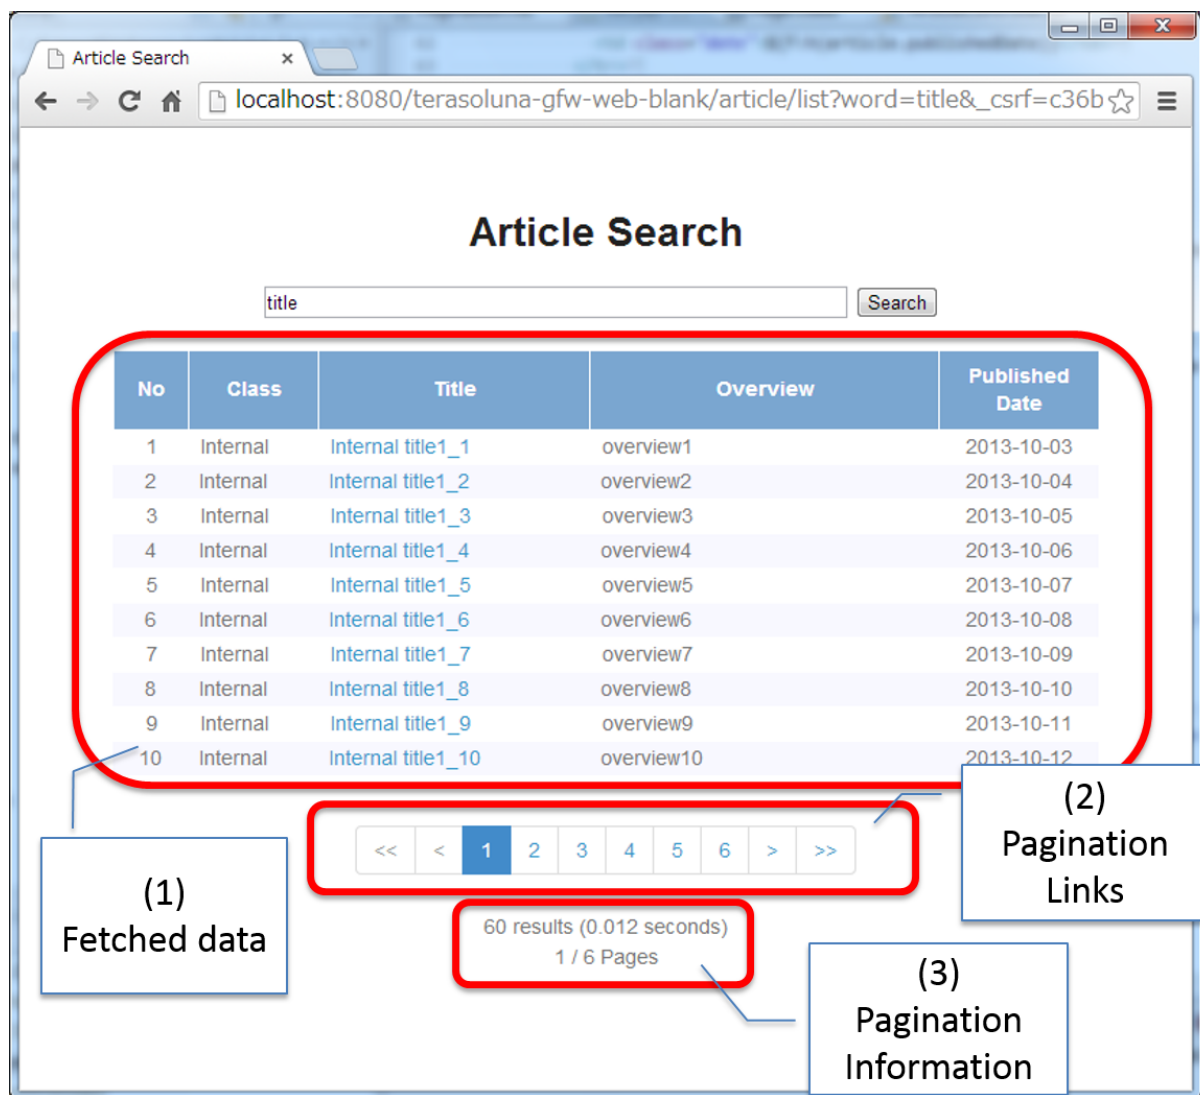 Article Search
localhost:8080/terasoluna-gfw-web-blank/article/list?word=title&_csrf=c36b
Article Search
title Search
No Class Title Overview Published Date
1 Internal Internal title1_1 overview1 2013-10-03
2 Internal Internal title1_2 overview2 2013-10-04
3 Internal Internal title1_3 overview3 2013-10-05
4 Internal Internal title1_4 overview4 2013-10-06
5 Internal Internal title1_5 overview5 2013-10-07
6 Internal Internal title1_6 overview6 2013-10-08
7 Internal Internal title1_7 overview7 2013-10-09
8 Internal Internal title1_8 overview8 2013-10-10
9 Internal Internal title1_9 overview9 2013-10-11
10 Internal Internal title1_10 overview10 2013-10-12
<< < 1 2 3 4 5 6 > >>
60 results (0.012 seconds)
1 / 6 Pages
(1)
Fetched data
(2)
Pagination
Links
(3)
Pagination
Information